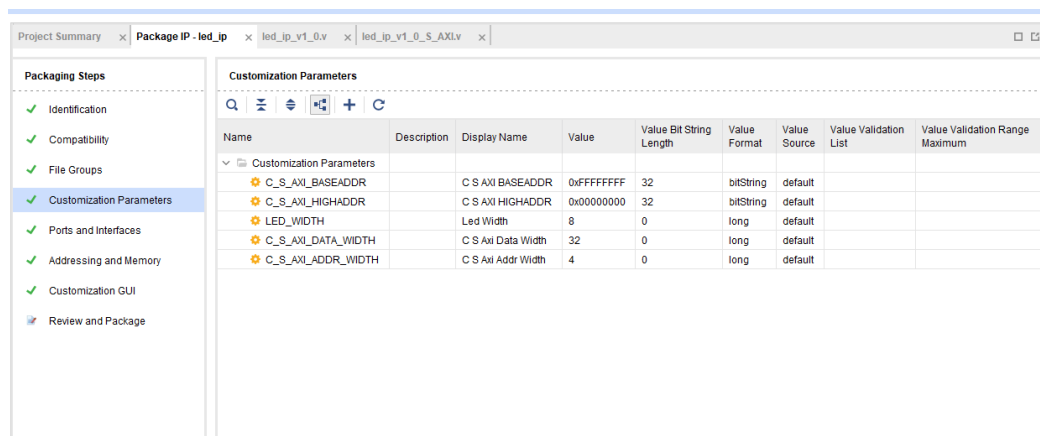 Project Summary × Package IP - led_ip × led_ip_v1_0.v × led_ip_v1_0_S_AXI.v ×
Packaging Steps
Identification
Compatibility
File Groups
Customization Parameters
Ports and Interfaces
Addressing and Memory
Customization GUI
Review and Package
Customization Parameters
Name Description Display Name Value Value Bit String Length Value Format Value Source Value Validation List Value Validation Range Maximum
Customization Parameters
C_S_AXI_BASEADDR C S AXI BASEADDR 0xFFFFFFFF 32 bitString default
C_S_AXI_HIGHADDR C S AXI HIGHADDR 0x00000000 32 bitString default
LED_WIDTH Led Width 8 0 long default
C_S_AXI_DATA_WIDTH C S Axi Data Width 32 0 long default
C_S_AXI_ADDR_WIDTH C S Axi Addr Width 4 0 long default